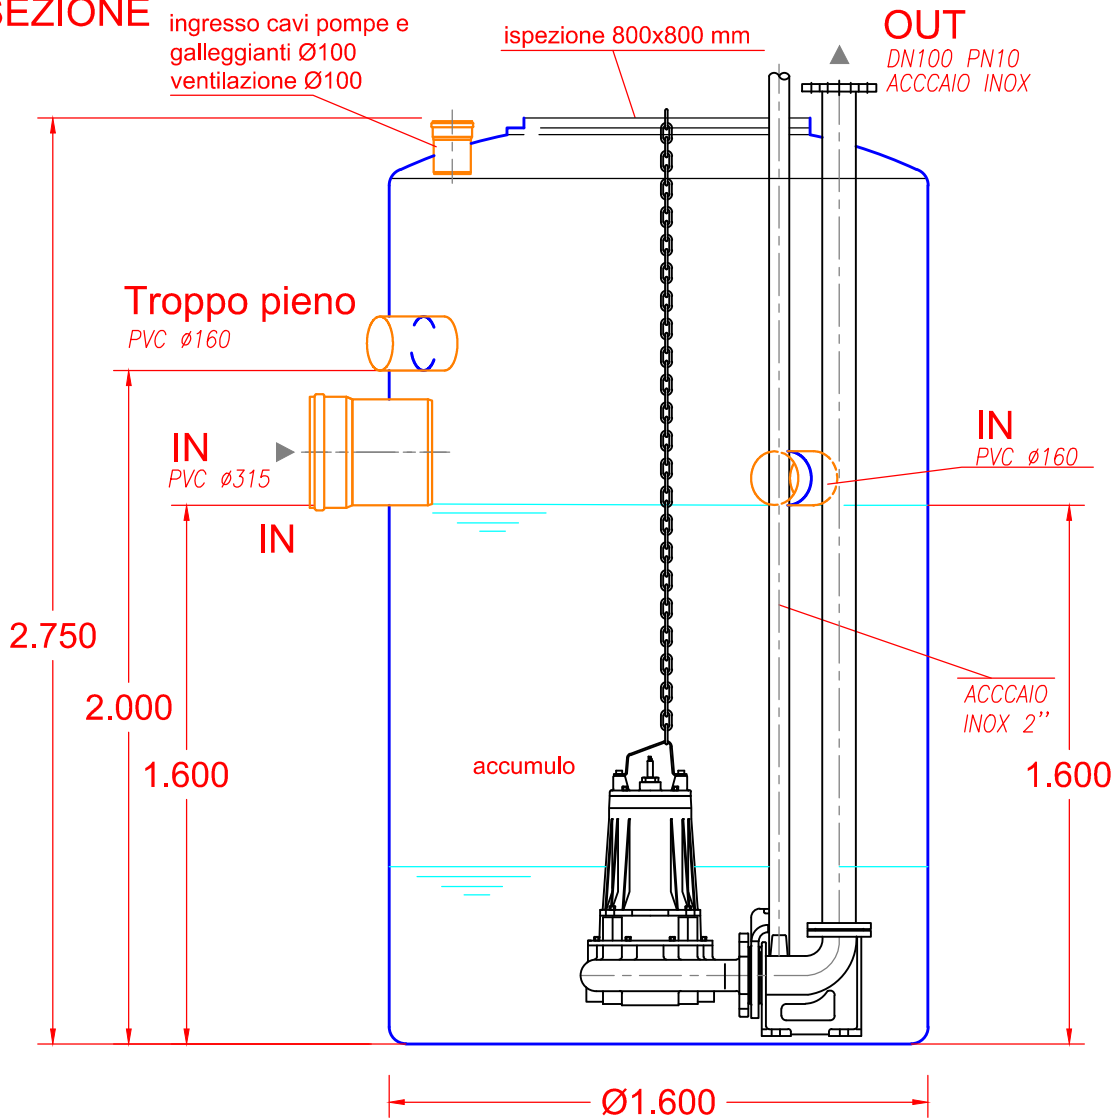 SEZIONE
ingresso cavi pompe e
galleggianti Ø100
ventilazione Ø100
ispezione 800x800 mm
OUT
DN100 PN10
ACCCAIO INOX
Troppo pieno
PVC ø160
IN
PVC ø315
IN
IN
PVC ø160
2.750
2.000
1.600
accumulo
ACCCAIO
INOX 2’’
1.600
Ø1.600